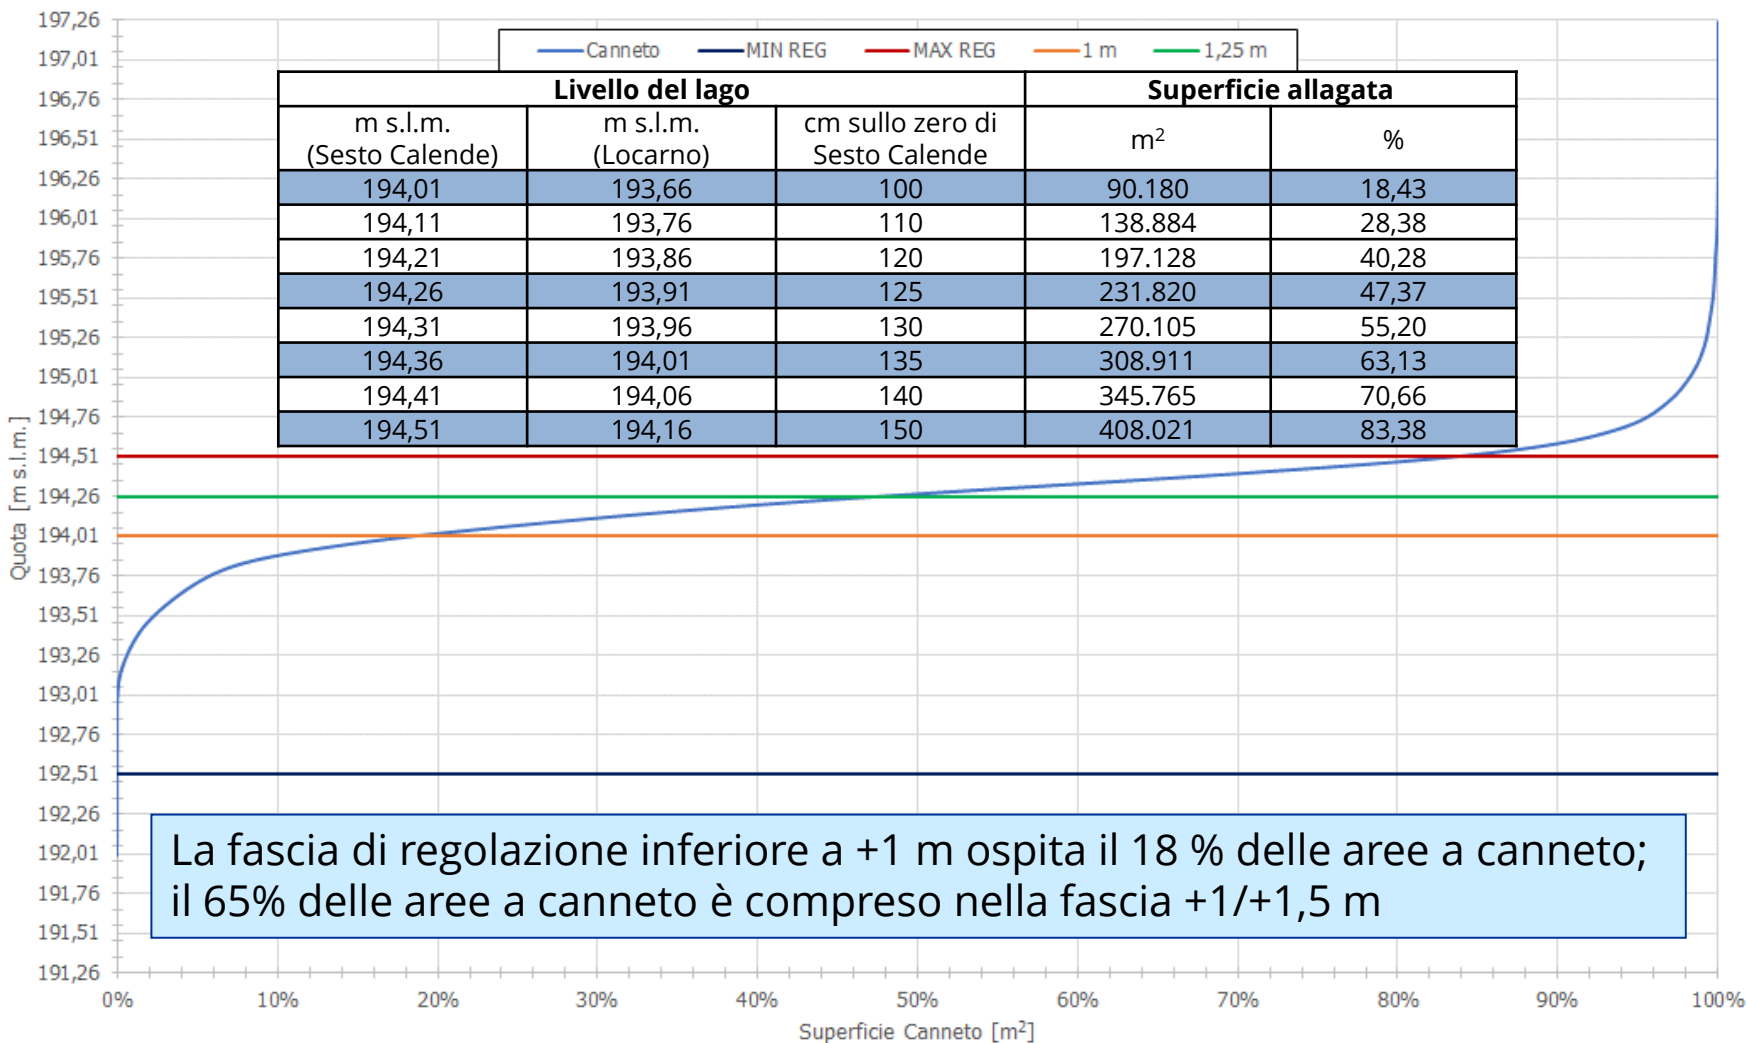 Canneto MIN REG MAX REG 1 m 1,25 m
Livello del lago Superficie allagata
m s.l.m. (Sesto Calende) m s.l.m. (Locarno) cm sullo zero di Sesto Calende m² %
194,01 193,66 100 90.180 18,43
194,11 193,76 110 138.884 28,38
194,21 193,86 120 197.128 40,28
194,26 193,91 125 231.820 47,37
194,31 193,96 130 270.105 55,20
194,36 194,01 135 308.911 63,13
194,41 194,06 140 345.765 70,66
194,51 194,16 150 408.021 83,38
Quota [m s.l.m.]
197,26
197,01
196,76
196,51
196,26
196,01
195,76
195,51
195,26
195,01
194,76
194,51
194,26
194,01
193,76
193,51
193,26
193,01
192,76
192,51
192,26
192,01
191,76
191,51
191,26
La fascia di regolazione inferiore a +1 m ospita il 18 % delle aree a canneto;
il 65% delle aree a canneto è compreso nella fascia +1/+1,5 m
0% 10% 20% 30% 40% 50% 60% 70% 80% 90% 100%
Superficie Canneto [m²]